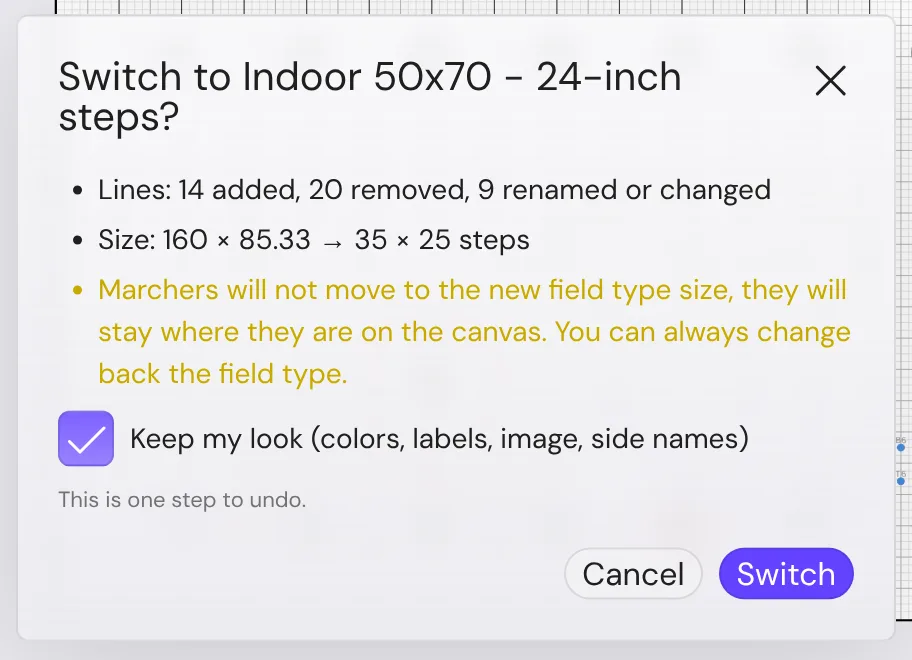 Switch to Indoor 50x70 - 24-inch
steps?
• Lines: 14 added, 20 removed, 9 renamed or changed
• Size: 160 × 85.33 → 35 × 25 steps
• Marchers will not move to the new field type size, they will
stay where they are on the canvas. You can always change
back the field type.
Keep my look (colors, labels, image, side names)
This is one step to undo.
Cancel
Switch